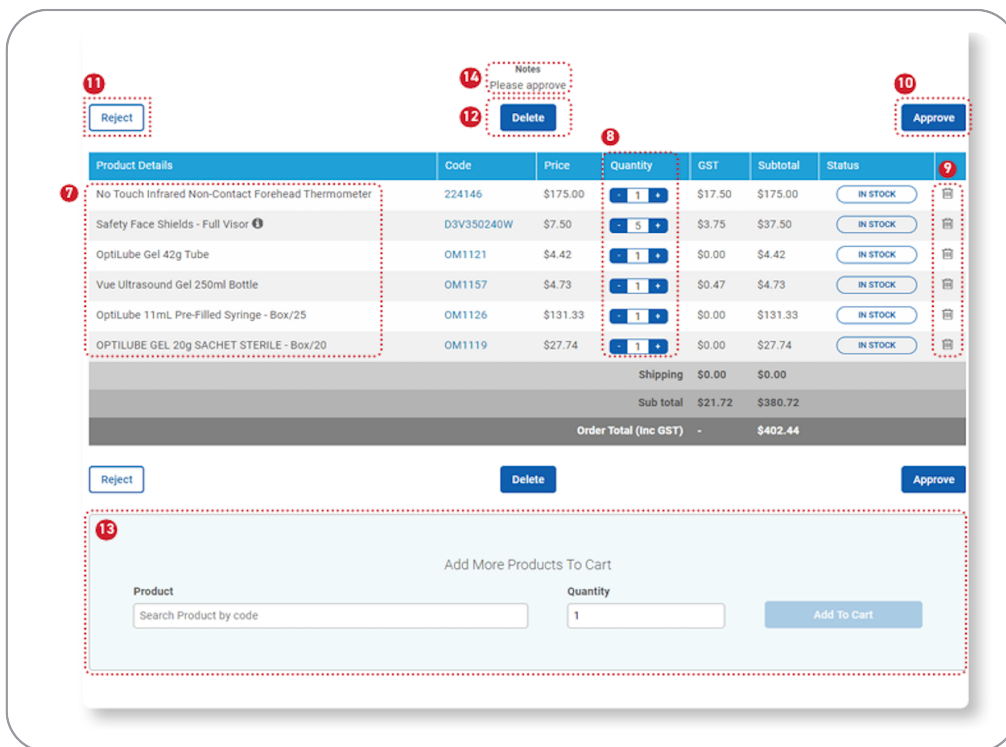 11
14
Notes
Please approve
10
Reject
12
Delete
Approve
8
Product Details Code Price Quantity GST Subtotal Status 9
7
No Touch Infrared Non-Contact Forehead Thermometer 224146 $175.00 - 1 + $17.50 $175.00 IN STOCK
Safety Face Shields - Full Visor D3V350240W $7.50 - 5 + $3.75 $37.50 IN STOCK
OptiLube Gel 42g Tube OM1121 $4.42 - 1 + $0.00 $4.42 IN STOCK
Vue Ultrasound Gel 250ml Bottle OM1157 $4.73 - 1 + $0.47 $4.73 IN STOCK
OptiLube 11mL Pre-Filled Syringe - Box/25 OM1126 $131.33 - 1 + $0.00 $131.33 IN STOCK
OPTILUBE GEL 20g SACHET STERILE - Box/20 OM1119 $27.74 - 1 + $0.00 $27.74 IN STOCK
Shipping $0.00 $0.00
Sub total $21.72 $380.72
Order Total (Inc GST) - $402.44
Reject Delete Approve
13
Add More Products To Cart
Product Quantity
Search Product by code 1 Add To Cart